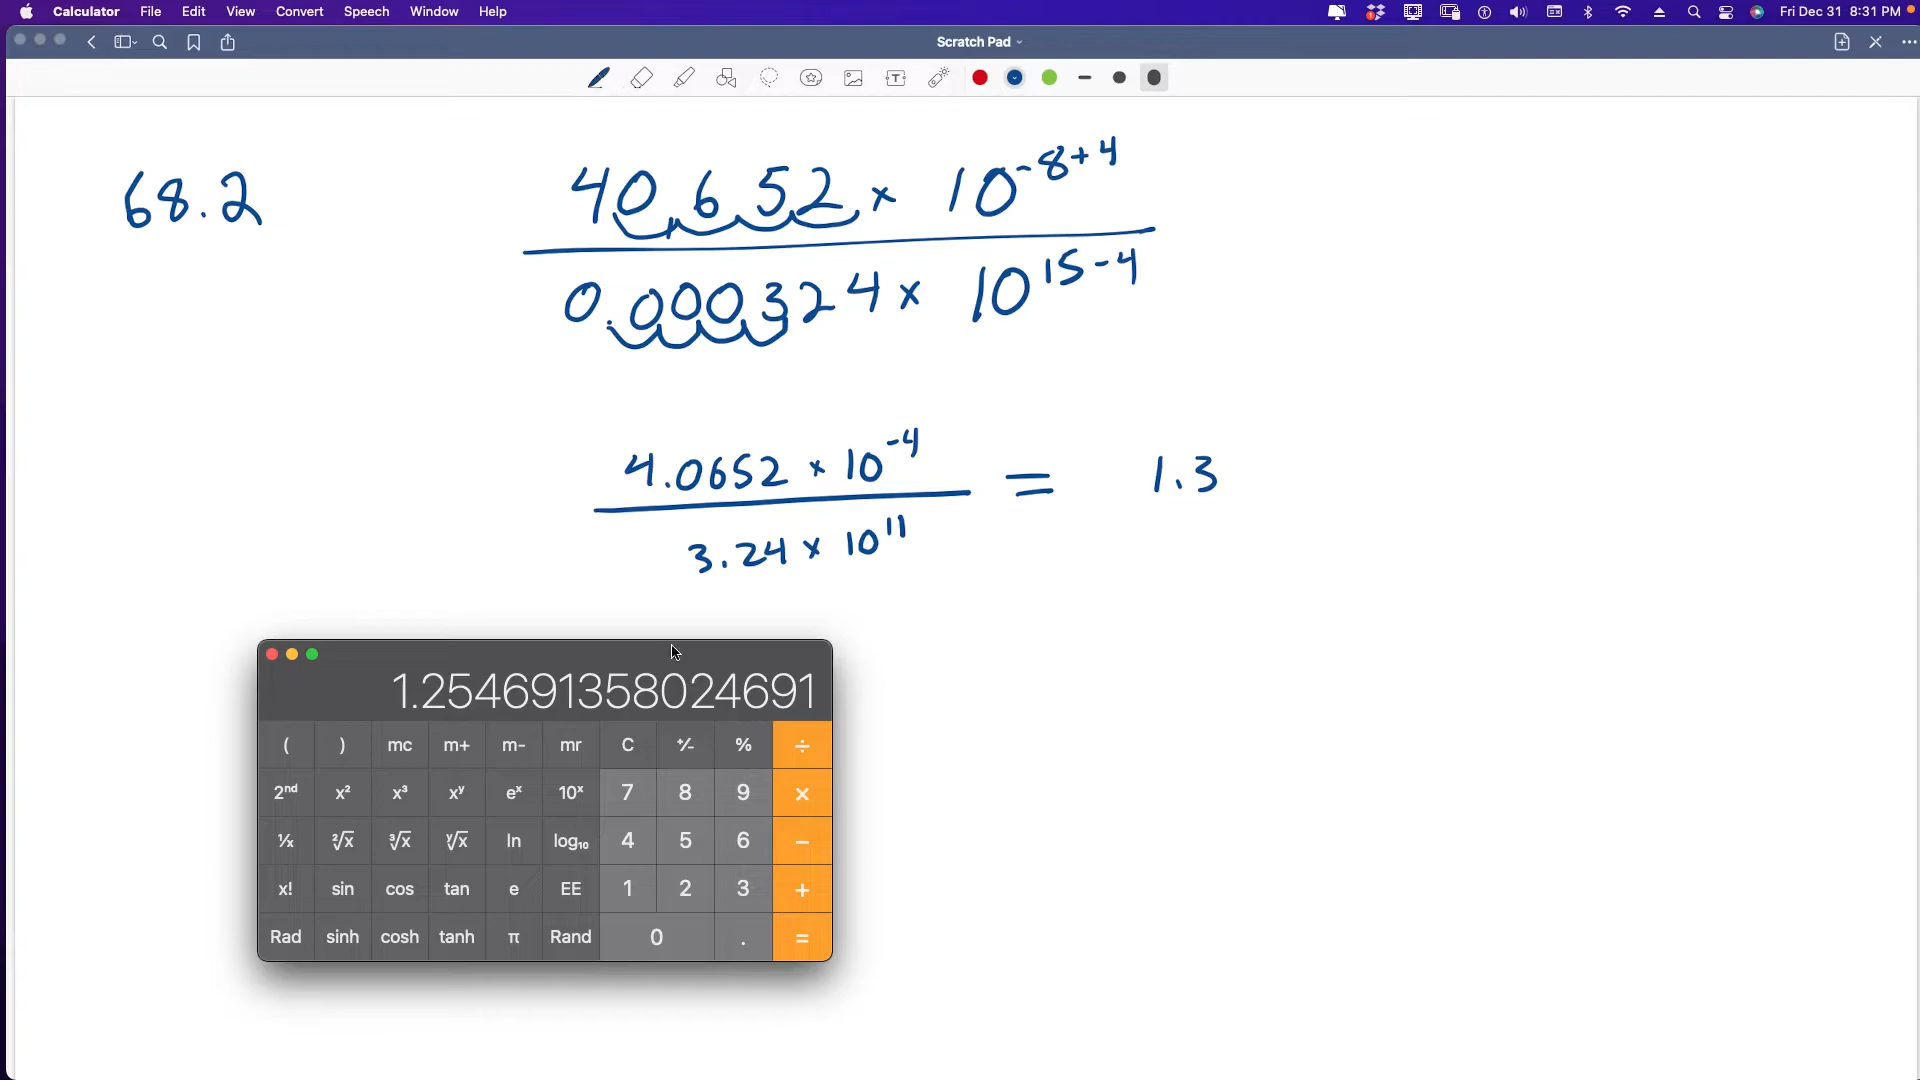 Calculator File Edit View Convert Speech Window Help Fri Dec 31 8:31 PM
Scratch Pad
68.2
40,652 × 10^-8+4
0.000324 × 10^15-4
4.0652 × 10^-4
= 1.3
3.24 × 10^11
1.254691358024691
( ) mc m+ m- mr C ⁺∕₋ % ÷
2ⁿᵈ x² x³ xʸ eˣ 10ˣ 7 8 9 ×
¹∕ₓ ²√x ³√x ʸ√x ln log₁₀ 4 5 6 −
x! sin cos tan e EE 1 2 3 +
Rad sinh cosh tanh π Rand 0 . =